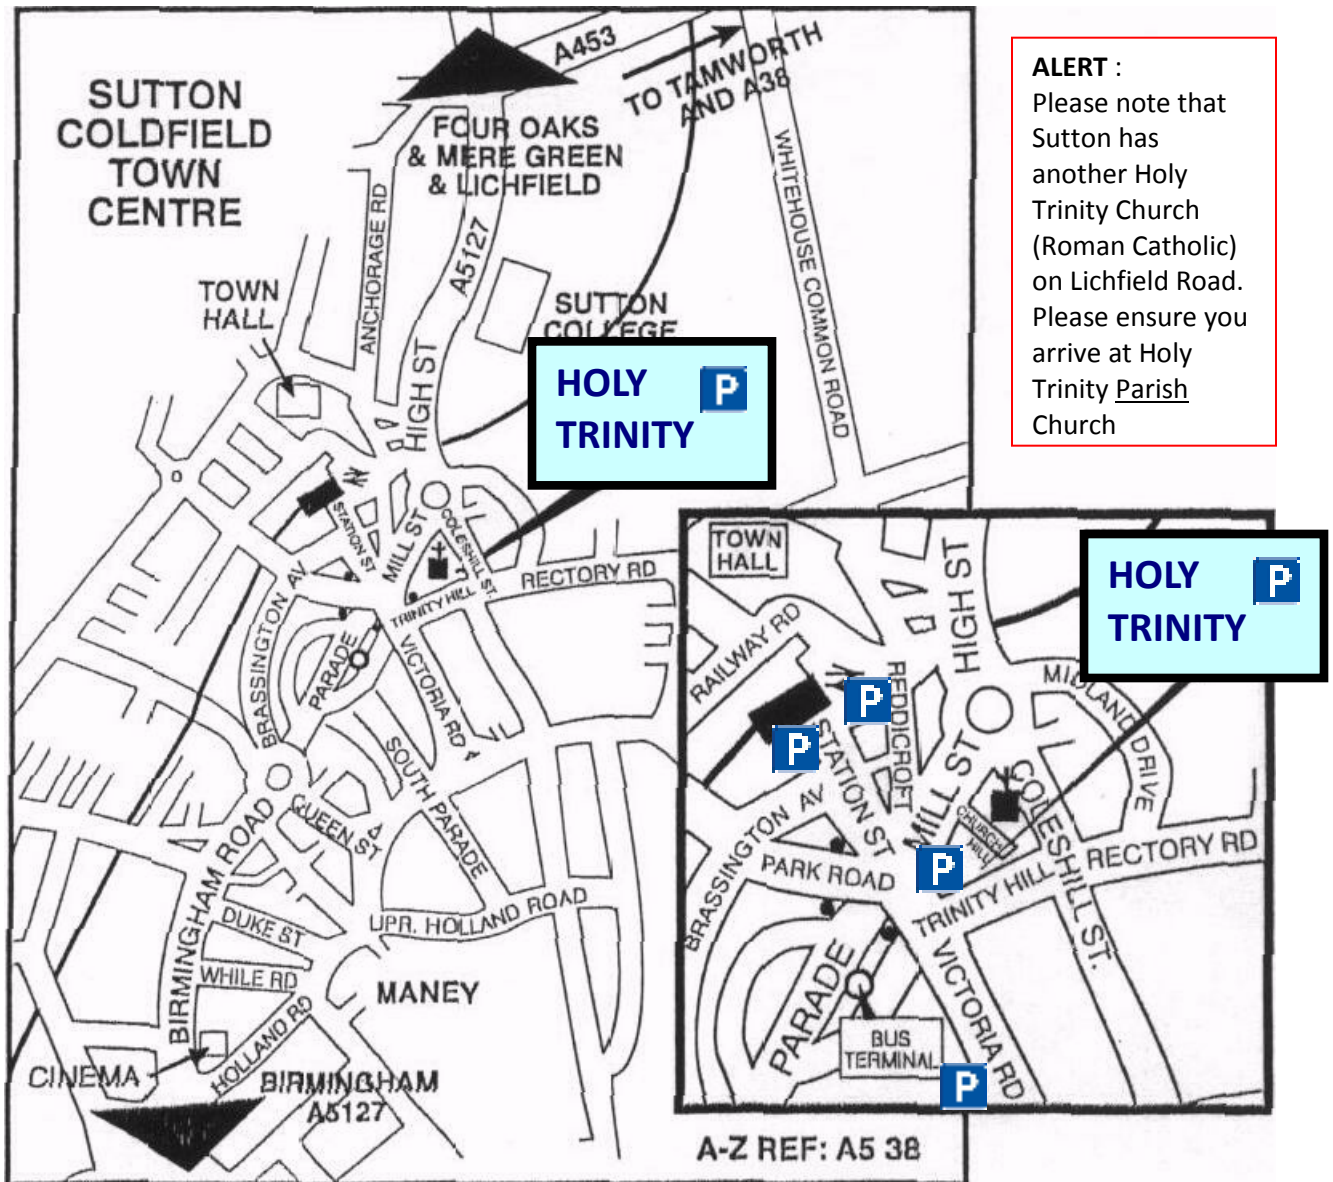 SUTTON
COLDFIELD
TOWN
CENTRE
A453
TO TAMWORTH
AND A38
FOUR OAKS
& MERE GREEN
& LICHFIELD
WHITEHOUSE COMMON ROAD
ANCHORAGE RD
A5127
TOWN
HALL
SUTTON
COLLEGE
HIGH ST
HOLY
TRINITY
P
STATION ST
MILL ST
COLESHILL ST.
RECTORY RD
TRINITY HILL
BRASSINGTON AV
PARADE
VICTORIA RD
SOUTH PARADE
QUEEN ST
BIRMINGHAM ROAD
DUKE ST
UPR. HOLLAND ROAD
WHILE RD
MANEY
HOLLAND RD
CINEMA
BIRMINGHAM
A5127
A-Z REF: A5 38
ALERT :
Please note that
Sutton has
another Holy
Trinity Church
(Roman Catholic)
on Lichfield Road.
Please ensure you
arrive at Holy
Trinity Parish
Church
TOWN
HALL
HIGH ST
HOLY
TRINITY
P
RAILWAY RD
REDDICROFT
MIDLAND DRIVE
P
P
STATION ST
MILL ST
COLESHILL ST.
CHURCH
HILL
BRASSINGTON AV
PARK ROAD
P
TRINITY HILL
RECTORY RD
PARADE
VICTORIA RD
BUS
TERMINAL
P